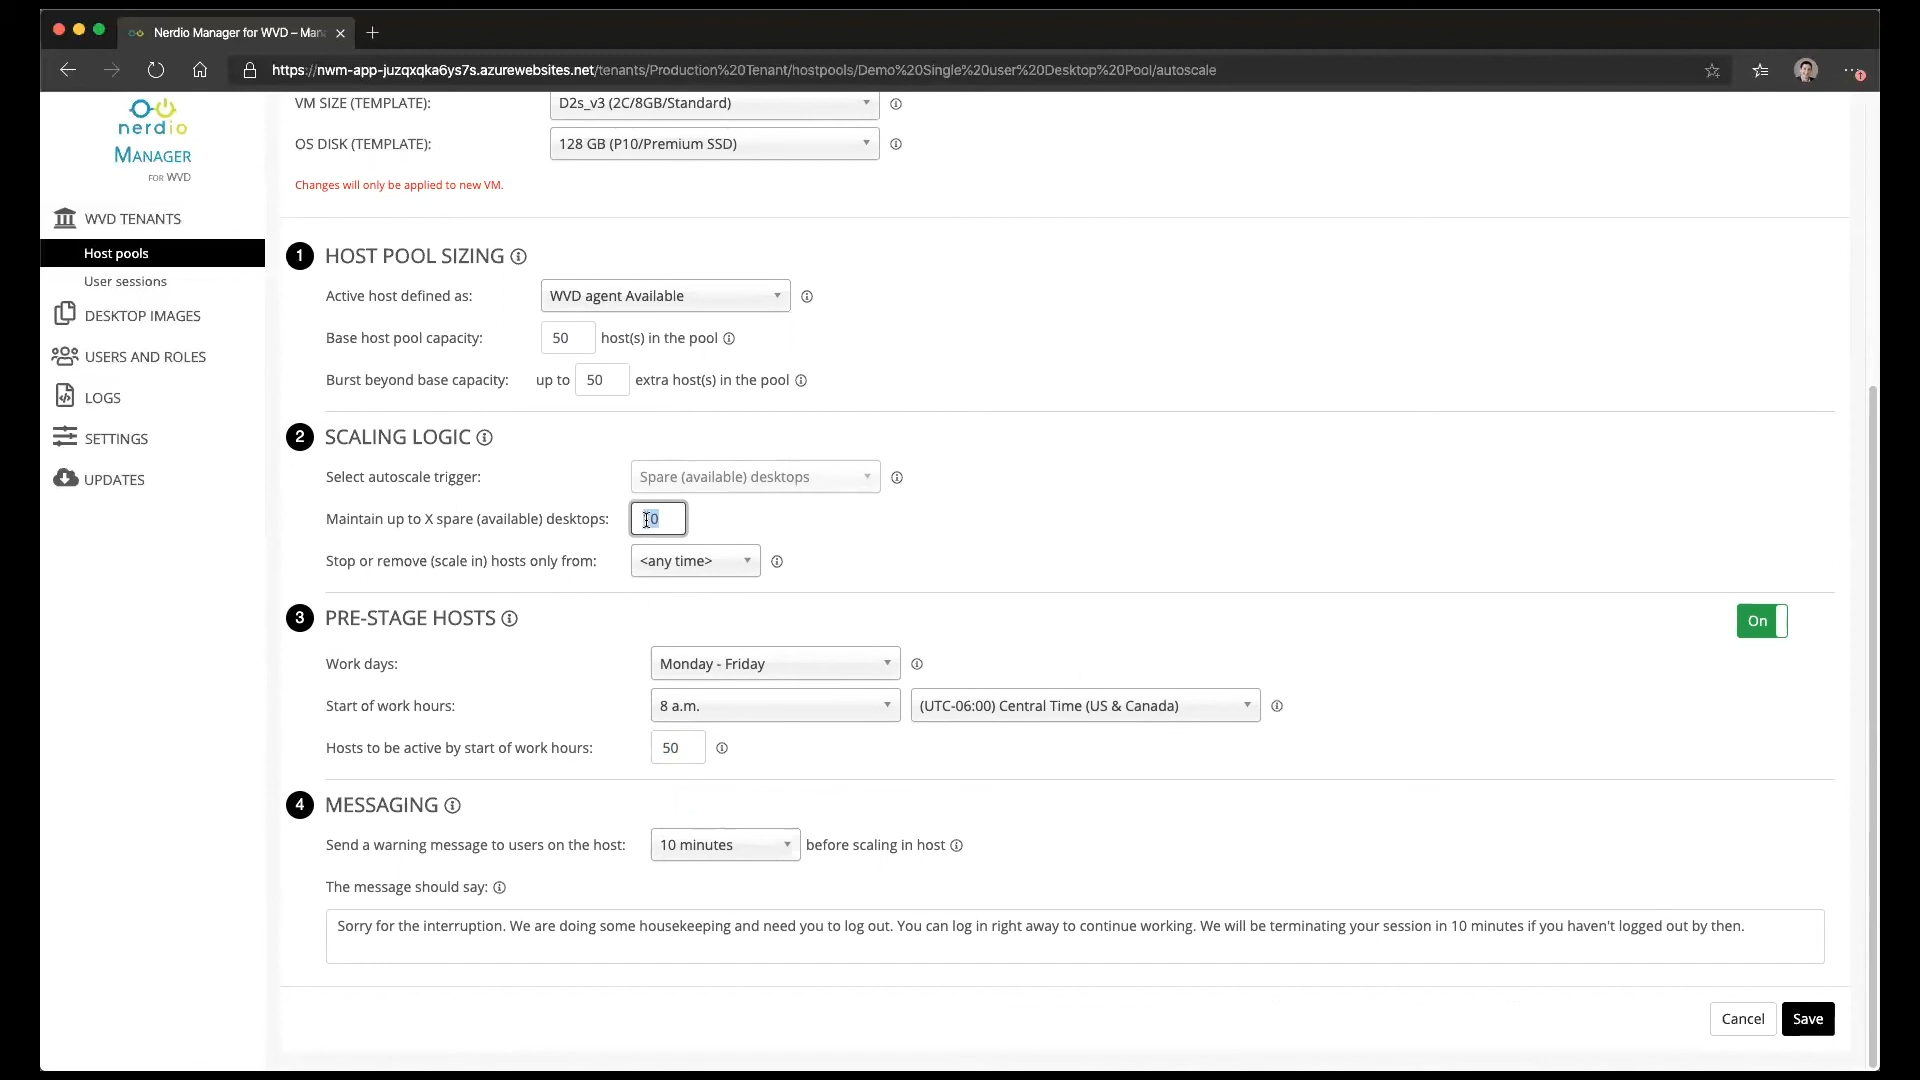 Nerdio Manager for WVD – Man
https://nwm-app-juzqxqka6ys7s.azurewebsites.net/tenants/Production%20Tenant/hostpools/Demo%20Single%20user%20Desktop%20Pool/autoscale
nerdio
MANAGER
FOR WVD
WVD TENANTS
Host pools
User sessions
DESKTOP IMAGES
USERS AND ROLES
LOGS
SETTINGS
UPDATES
VM SIZE (TEMPLATE): D2s_v3 (2C/8GB/Standard)
OS DISK (TEMPLATE): 128 GB (P10/Premium SSD)
Changes will only be applied to new VM.
1 HOST POOL SIZING
Active host defined as: WVD agent Available
Base host pool capacity: 50 host(s) in the pool
Burst beyond base capacity: up to 50 extra host(s) in the pool
2 SCALING LOGIC
Select autoscale trigger: Spare (available) desktops
Maintain up to X spare (available) desktops:
Stop or remove (scale in) hosts only from: <any time>
3 PRE-STAGE HOSTS On
Work days: Monday - Friday
Start of work hours: 8 a.m. (UTC-06:00) Central Time (US & Canada)
Hosts to be active by start of work hours: 50
4 MESSAGING
Send a warning message to users on the host: 10 minutes before scaling in host
The message should say:
Sorry for the interruption. We are doing some housekeeping and need you to log out. You can log in right away to continue working. We will be terminating your session in 10 minutes if you haven't logged out by then.
Cancel Save